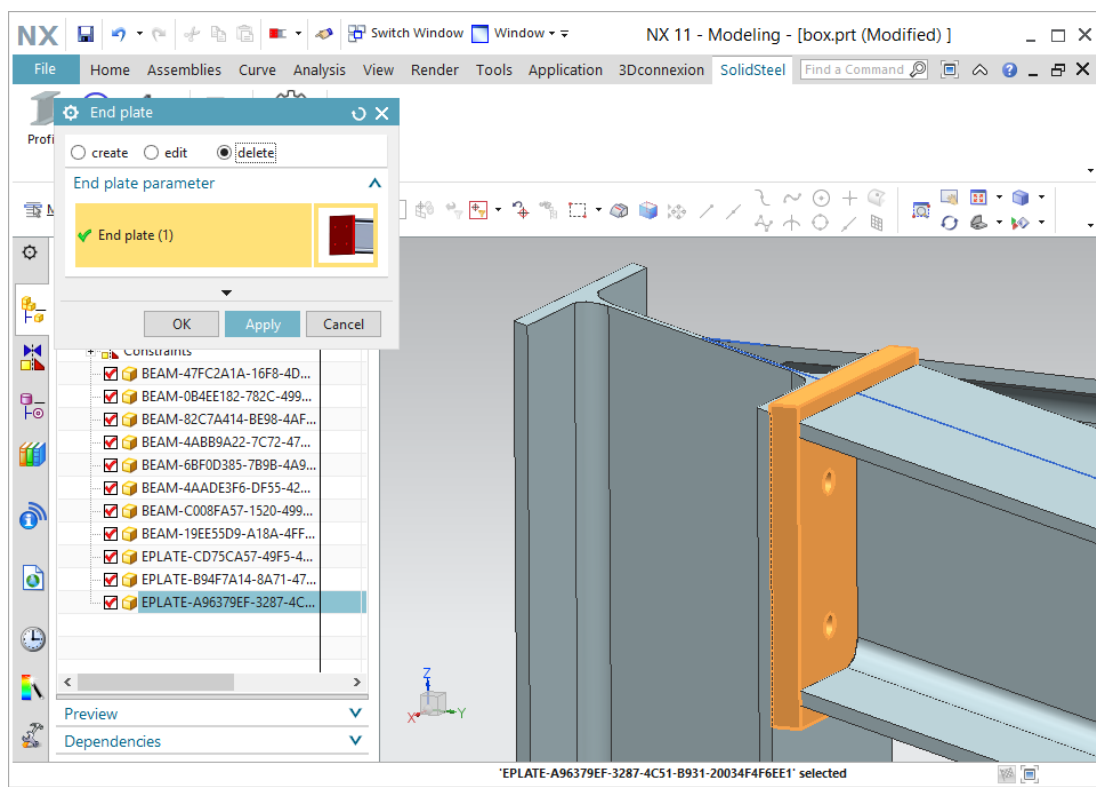 NX Switch Window Window NX 11 - Modeling - [box.prt (Modified) ]
File Home Assemblies Curve Analysis View Render Tools Application 3Dconnexion SolidSteel Find a Command
End plate
Profi
create edit delete
End plate parameter
M
End plate (1)
OK Apply Cancel
Constraints
BEAM-47FC2A1A-16F8-4D...
BEAM-0B4EE182-782C-499...
BEAM-82C7A414-BE98-4AF...
BEAM-4ABB9A22-7C72-47...
BEAM-6BF0D385-7B9B-4A9...
BEAM-4AADE3F6-DF55-42...
BEAM-C008FA57-1520-499...
BEAM-19EE55D9-A18A-4FF...
EPLATE-CD75CA57-49F5-4...
EPLATE-B94F7A14-8A71-47...
EPLATE-A96379EF-3287-4C...
Z
X Y
Preview
Dependencies
'EPLATE-A96379EF-3287-4C51-B931-20034F4F6EE1' selected